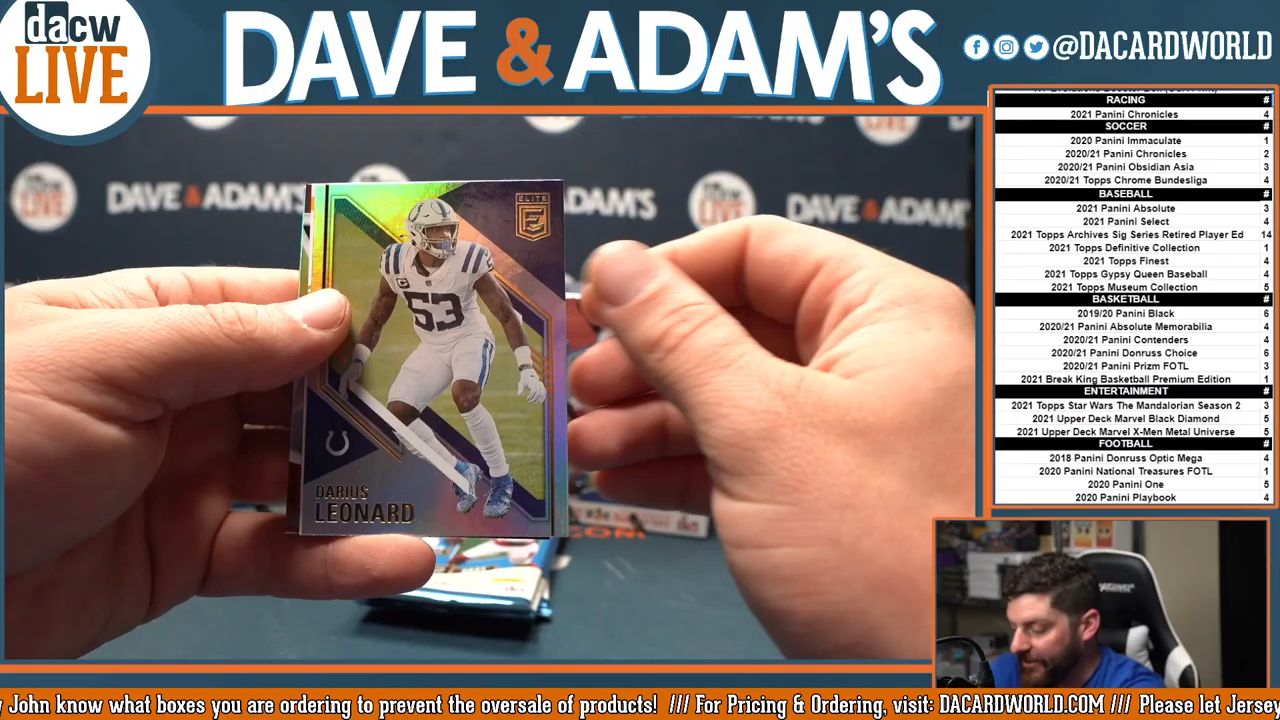 dacw
LIVE
DAVE & ADAM'S
@DACARDWORLD
RACING #
2021 Panini Chronicles 4
SOCCER #
2020 Panini Immaculate 1
2020/21 Panini Chronicles 2
2020/21 Panini Obsidian Asia 3
2020/21 Topps Chrome Bundesliga 4
BASEBALL #
2021 Panini Absolute 3
2021 Panini Select 4
2021 Topps Archives Sig Series Retired Player Ed 14
2021 Topps Definitive Collection 1
2021 Topps Finest 4
2021 Topps Gypsy Queen Baseball 4
2021 Topps Museum Collection 5
BASKETBALL #
2019/20 Panini Black 6
2020/21 Panini Absolute Memorabilia 4
2020/21 Panini Contenders 4
2020/21 Panini Donruss Choice 6
2020/21 Panini Prizm FOTL 3
2021 Break King Basketball Premium Edition 1
ENTERTAINMENT #
2021 Topps Star Wars The Mandalorian Season 2 3
2021 Upper Deck Marvel Black Diamond 5
2021 Upper Deck Marvel X-Men Metal Universe 5
FOOTBALL #
2018 Panini Donruss Optic Mega 4
2020 Panini National Treasures FOTL 1
2020 Panini One 5
2020 Panini Playbook 4
dacw
LIVE
DAVE & ADAM'S
DAVE & ADAM
ELITE
E
C
53
DARIUS
LEONARD
John know what boxes you are ordering to prevent the oversale of products! /// For Pricing & Ordering, visit: DACARDWORLD.COM /// Please let Jersey